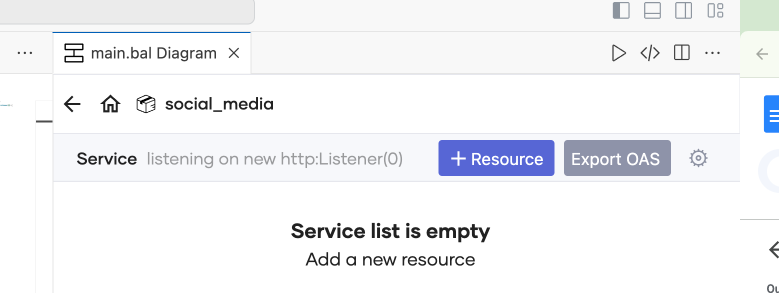 main.bal Diagram
social_media
Service listening on new http:Listener(0)
+ Resource
Export OAS
Service list is empty
Add a new resource